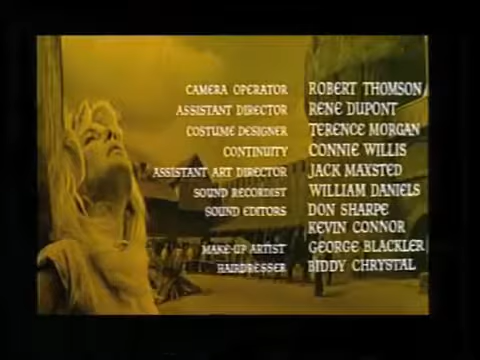 CAMERA OPERATOR ROBERT THOMSON
ASSISTANT DIRECTOR RENE DUPONT
COSTUME DESIGNER TERENCE MORGAN
CONTINUITY CONNIE WILLIS
ASSISTANT ART DIRECTOR JACK MAXSTED
SOUND RECORDIST WILLIAM DANIELS
SOUND EDITORS DON SHARPE
KEVIN CONNOR
MAKE-UP ARTIST GEORGE BLACKLER
HAIRDRESSER BIDDY CHRYSTAL